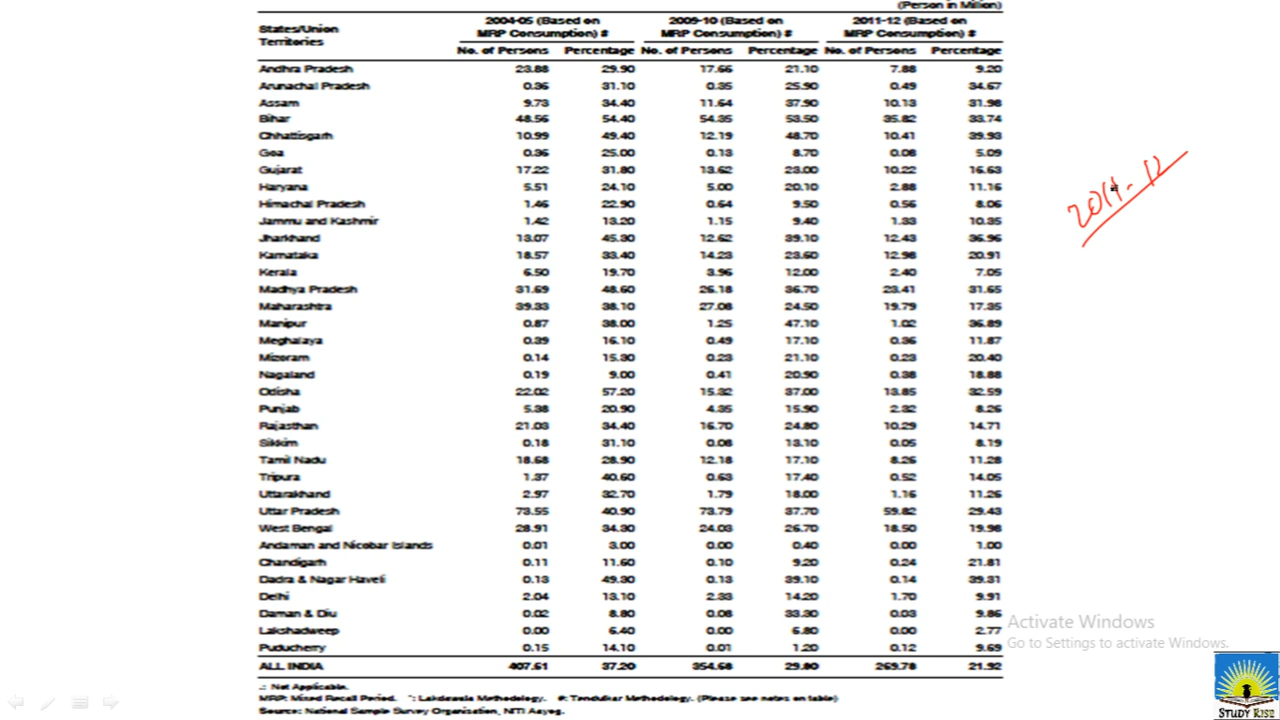 (Person in Million)
States/Union Territories 2004-05 (Based on MRP Consumption) # 2009-10 (Based on MRP Consumption) # 2011-12 (Based on MRP Consumption) #
No. of Persons Percentage No. of Persons Percentage No. of Persons Percentage
Andhra Pradesh 23.88 29.90 17.66 21.10 7.88 9.20
Arunachal Pradesh 0.36 31.10 0.35 25.90 0.49 34.67
Assam 9.73 34.40 11.64 37.90 10.13 31.98
Bihar 48.56 54.40 54.35 53.50 35.82 33.74
Chhattisgarh 10.99 49.40 12.19 48.70 10.41 39.93
Goa 0.36 25.00 0.13 8.70 0.08 5.09
Gujarat 17.22 31.80 13.62 23.00 10.22 16.63
Haryana 5.51 24.10 5.00 20.10 2.88 11.16
Himachal Pradesh 1.46 22.90 0.64 9.50 0.56 8.06
Jammu and Kashmir 1.42 13.20 1.15 9.40 1.33 10.35
Jharkhand 13.07 45.30 12.62 39.10 12.43 36.96
Karnataka 18.57 33.40 14.23 23.60 12.98 20.91
Kerala 6.50 19.70 3.96 12.00 2.40 7.05
Madhya Pradesh 31.69 48.60 26.18 36.70 23.41 31.65
Maharashtra 39.33 38.10 27.08 24.50 19.79 17.35
Manipur 0.87 38.00 1.25 47.10 1.02 36.89
Meghalaya 0.39 16.10 0.49 17.10 0.36 11.87
Mizoram 0.14 15.30 0.23 21.10 0.23 20.40
Nagaland 0.19 9.00 0.41 20.90 0.38 18.88
Odisha 22.02 57.20 15.32 37.00 13.85 32.59
Punjab 5.38 20.90 4.35 15.90 2.32 8.26
Rajasthan 21.03 34.40 16.70 24.80 10.29 14.71
Sikkim 0.18 31.10 0.08 13.10 0.05 8.19
Tamil Nadu 18.68 28.90 12.18 17.10 8.26 11.28
Tripura 1.37 40.60 0.63 17.40 0.52 14.05
Uttarakhand 2.97 32.70 1.79 18.00 1.16 11.26
Uttar Pradesh 73.55 40.90 73.79 37.70 59.82 29.43
West Bengal 28.91 34.30 24.03 26.70 18.50 19.98
Andaman and Nicobar Islands 0.01 3.00 0.00 0.40 0.00 1.00
Chandigarh 0.11 11.60 0.10 9.20 0.24 21.81
Dadra & Nagar Haveli 0.13 49.30 0.13 39.10 0.14 39.31
Delhi 2.04 13.10 2.33 14.20 1.70 9.91
Daman & Diu 0.02 8.80 0.08 33.30 0.03 9.86
Lakshadweep 0.00 6.40 0.00 6.80 0.00 2.77
Puducherry 0.15 14.10 0.01 1.20 0.12 9.69
ALL INDIA 407.61 37.20 354.68 29.80 269.78 21.92
.: Not Applicable.
MRP: Mixed Recall Period. *: Lakdawala Methodology. #: Tendulkar Methodology. (Please see notes on table)
Source: National Sample Survey Organisation, NITI Aayog.
2011-12
Activate Windows
Go to Settings to activate Windows.
STUDY RISE